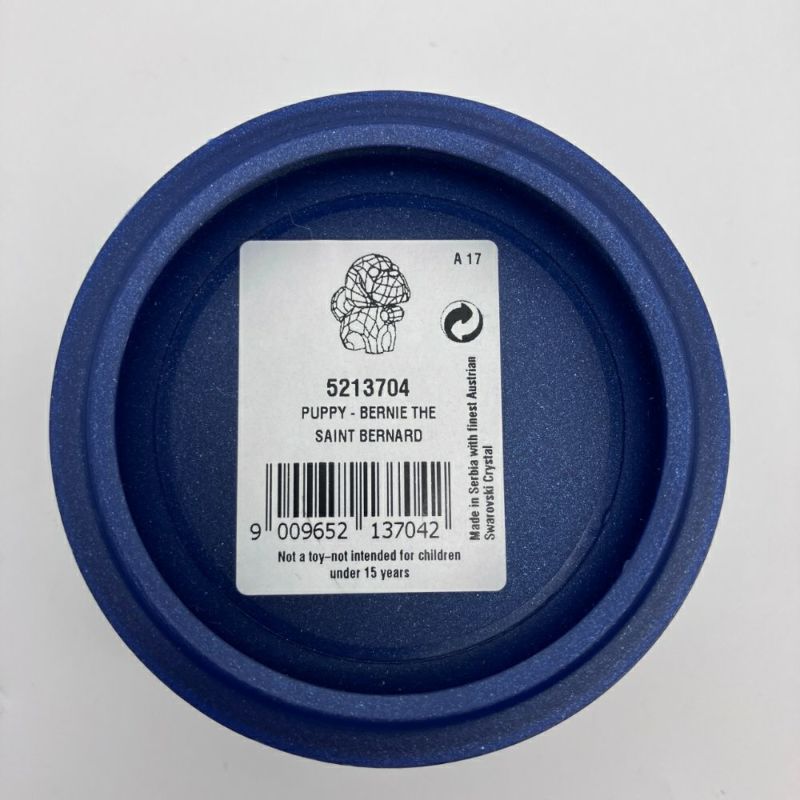 A 17
5213704
PUPPY - BERNIE THE
SAINT BERNARD
9 009652 137042
Not a toy–not intended for children
under 15 years
Made in Serbia with finest Austrian
Swarovski Crystal